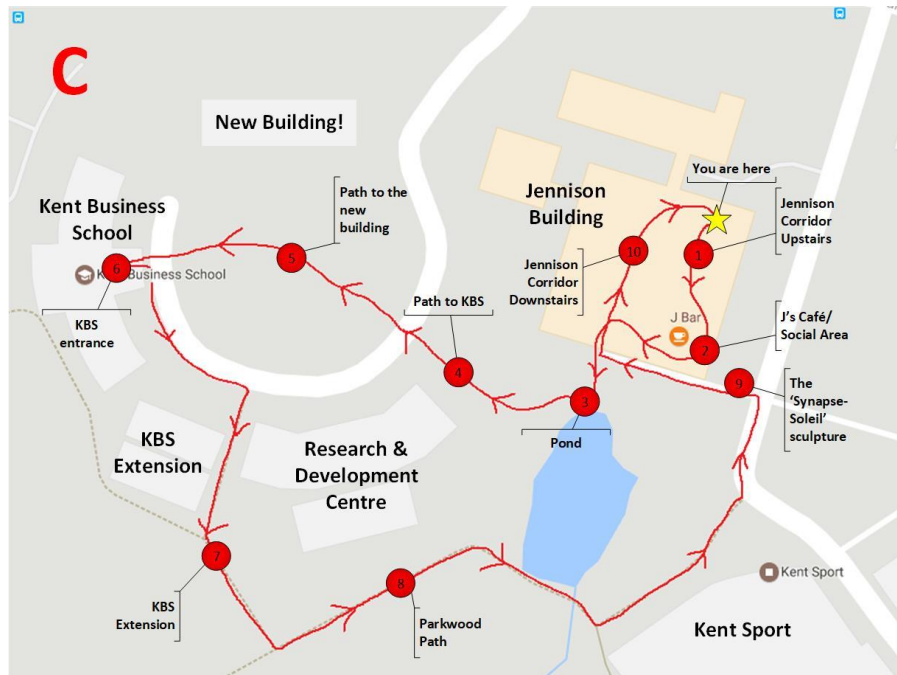 C
New Building!
You are here
Path to the
new
building
Jennison
Building
Jennison
Corridor
Upstairs
Kent Business
School
5
1
10
6
Business School
Jennison
Corridor
Downstairs
KBS
entrance
Path to KBS
J Bar
J's Café/
Social Area
2
4
9
3
The
'Synapse-
Soleil'
sculpture
Pond
KBS
Extension
Research &
Development
Centre
7
8
Kent Sport
KBS
Extension
Parkwood
Path
Kent Sport